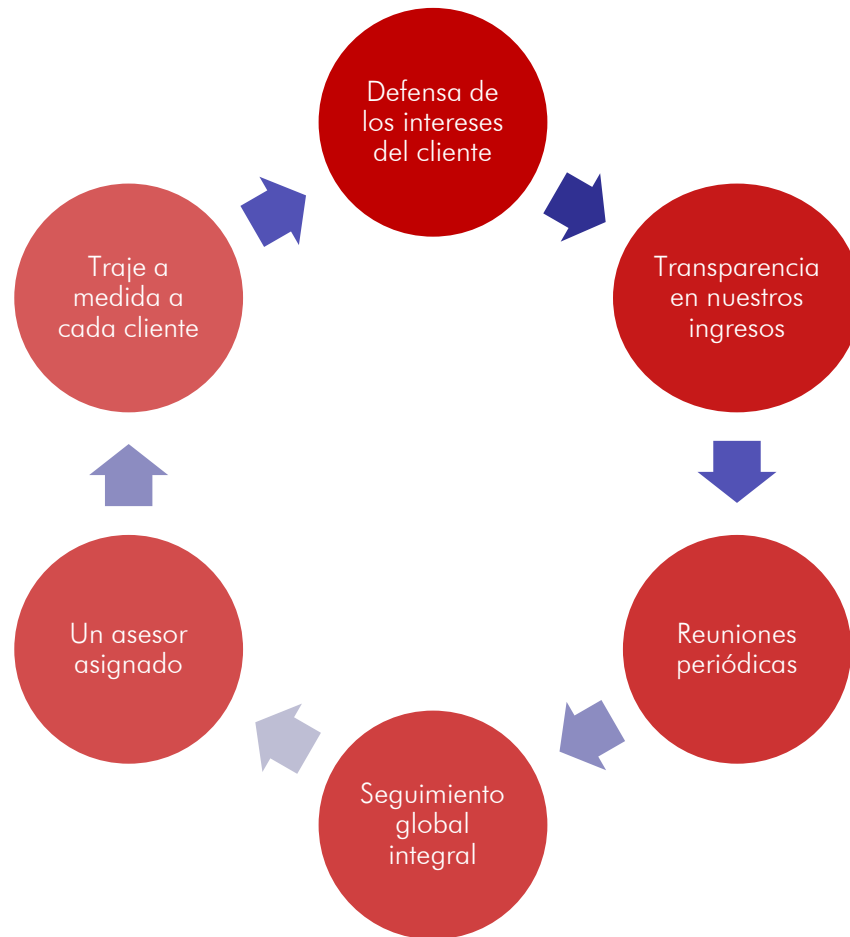 Defensa de
los intereses
del cliente
Transparencia
en nuestros
ingresos
Reuniones
periódicas
Seguimiento
global
integral
Un asesor
asignado
Traje a
medida a
cada cliente